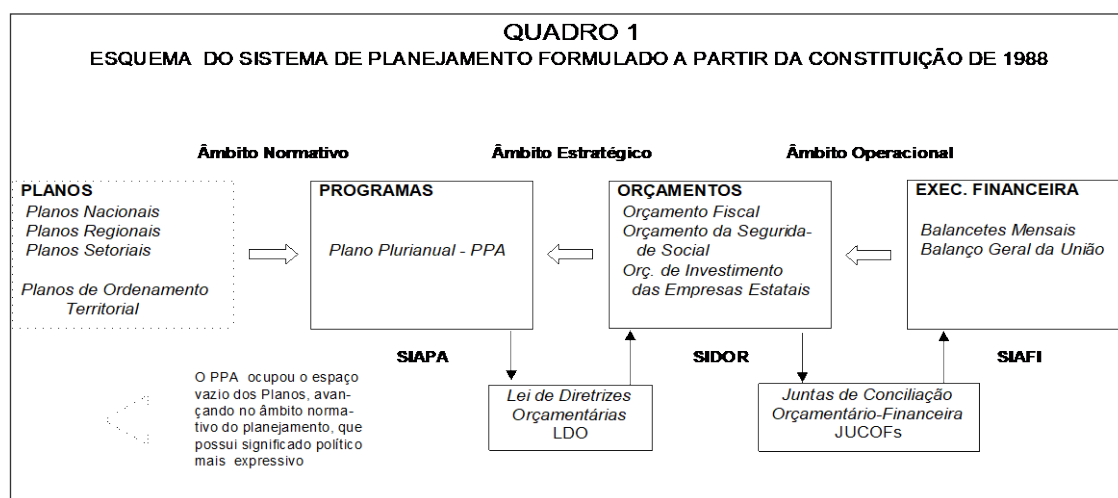 QUADRO 1
ESQUEMA DO SISTEMA DE PLANEJAMENTO FORMULADO A PARTIR DA CONSTITUIÇÃO DE 1988
Âmbito Normativo
Âmbito Estratégico
Âmbito Operacional
PLANOS
Planos Nacionais
Planos Regionais
Planos Setoriais
Planos de Ordenamento
Territorial
PROGRAMAS
Plano Plurianual - PPA
ORÇAMENTOS
Orçamento Fiscal
Orçamento da Segurida-
de Social
Orç. de Investimento
das Empresas Estatais
EXEC. FINANCEIRA
Balancetes Mensais
Balanço Geral da União
SIAPA
SIDOR
SIAFI
O PPA ocupou o espaço
vazio dos Planos, avan-
çando no âmbito norma-
tivo do planejamento, que
possui significado político
mais expressivo
Lei de Diretrizes
Orçamentárias
LDO
Juntas de Conciliação
Orçamentário-Financeira
JUCOFs